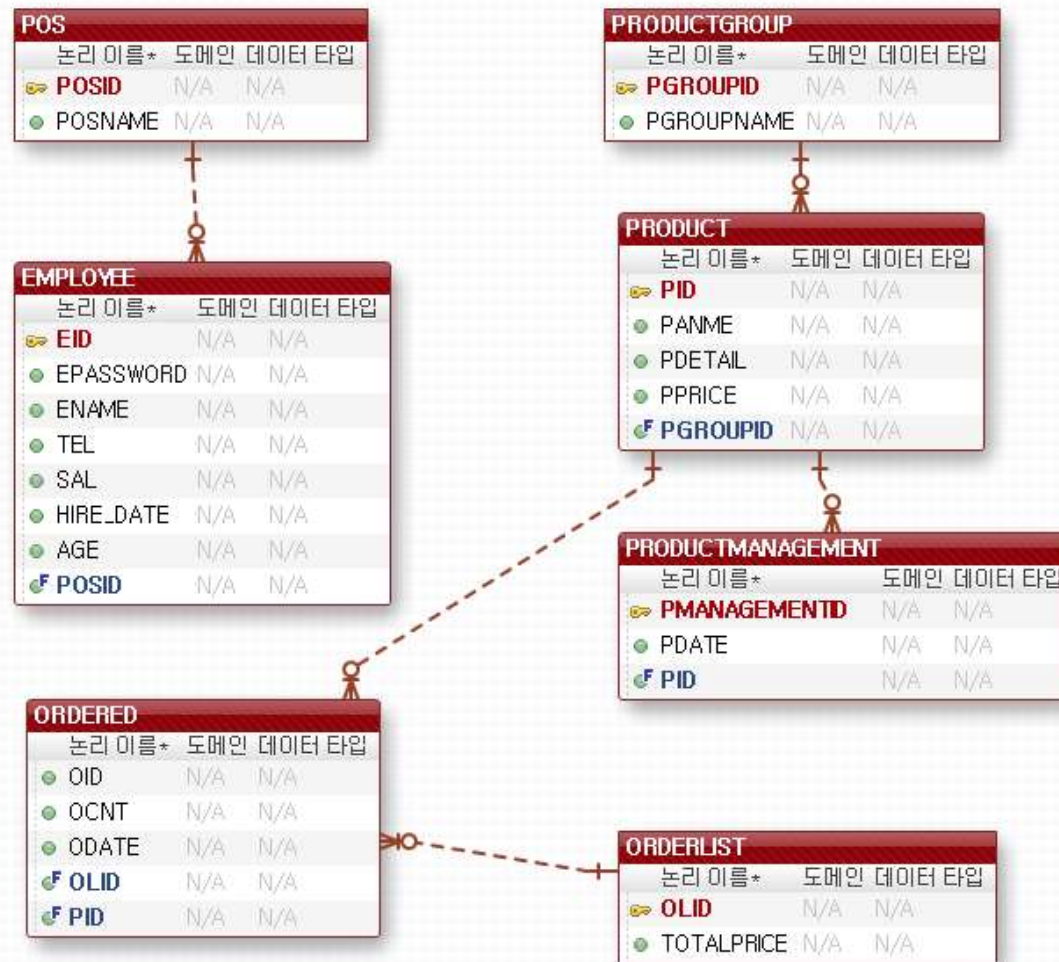 POS
논리 이름* 도메인 데이터 타입
POSID N/A N/A
POSNAME N/A N/A
PRODUCTGROUP
논리 이름* 도메인 데이터 타입
PGROUPID N/A N/A
PGROUPNAME N/A N/A
EMPLOYEE
논리 이름* 도메인 데이터 타입
EID N/A N/A
EPASSWORD N/A N/A
ENAME N/A N/A
TEL N/A N/A
SAL N/A N/A
HIRE_DATE N/A N/A
AGE N/A N/A
F POSID N/A N/A
PRODUCT
논리 이름* 도메인 데이터 타입
PID N/A N/A
PANME N/A N/A
PDETAIL N/A N/A
PPRICE N/A N/A
F PGROUPID N/A N/A
PRODUCTMANAGEMENT
논리 이름* 도메인 데이터 타입
PMANAGEMENTID N/A N/A
PDATE N/A N/A
F PID N/A N/A
ORDERED
논리 이름* 도메인 데이터 타입
OID N/A N/A
OCNT N/A N/A
ODATE N/A N/A
F OLID N/A N/A
F PID N/A N/A
ORDERLIST
논리 이름* 도메인 데이터 타입
OLID N/A N/A
TOTALPRICE N/A N/A